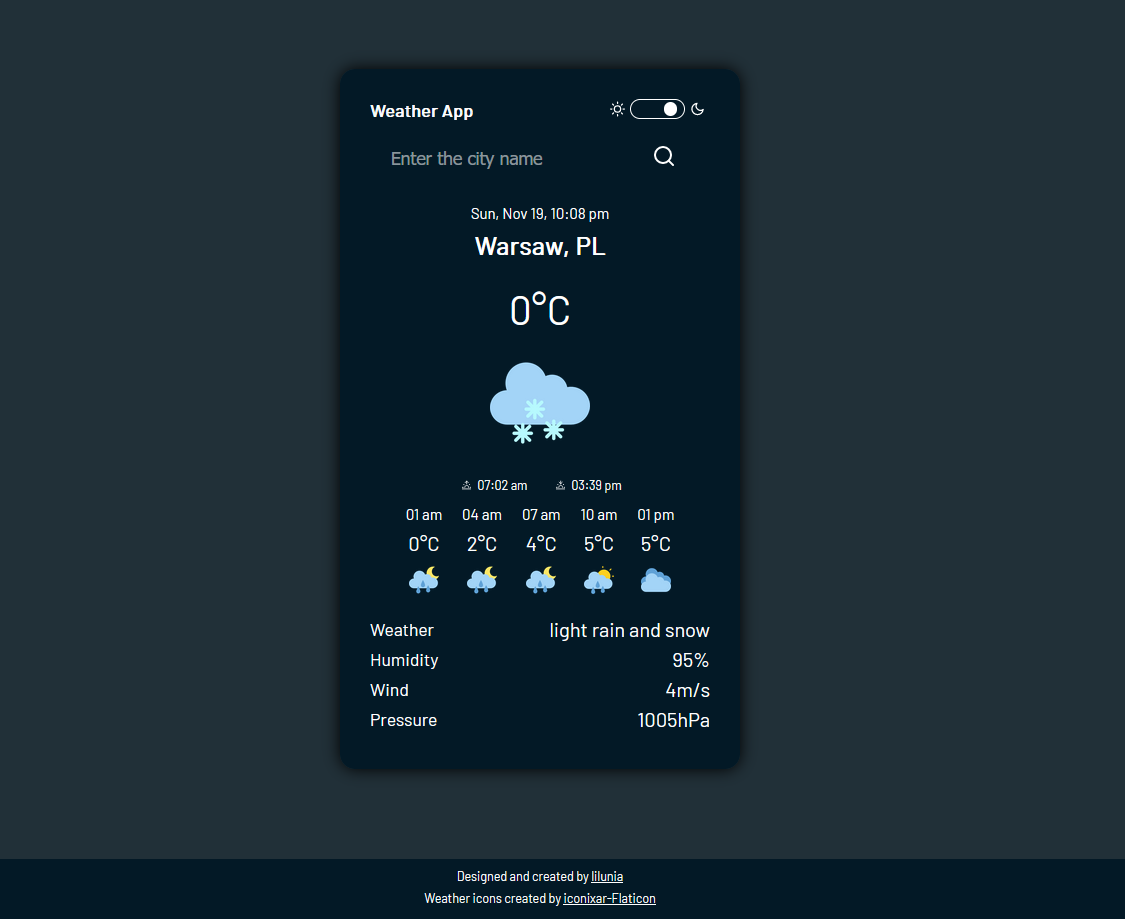 Weather App
Enter the city name
Sun, Nov 19, 10:08 pm
Warsaw, PL
0°C
07:02 am 03:39 pm
01 am 04 am 07 am 10 am 01 pm
0°C 2°C 4°C 5°C 5°C
Weather light rain and snow
Humidity 95%
Wind 4m/s
Pressure 1005hPa
Designed and created by lilunia
Weather icons created by iconixar-Flaticon